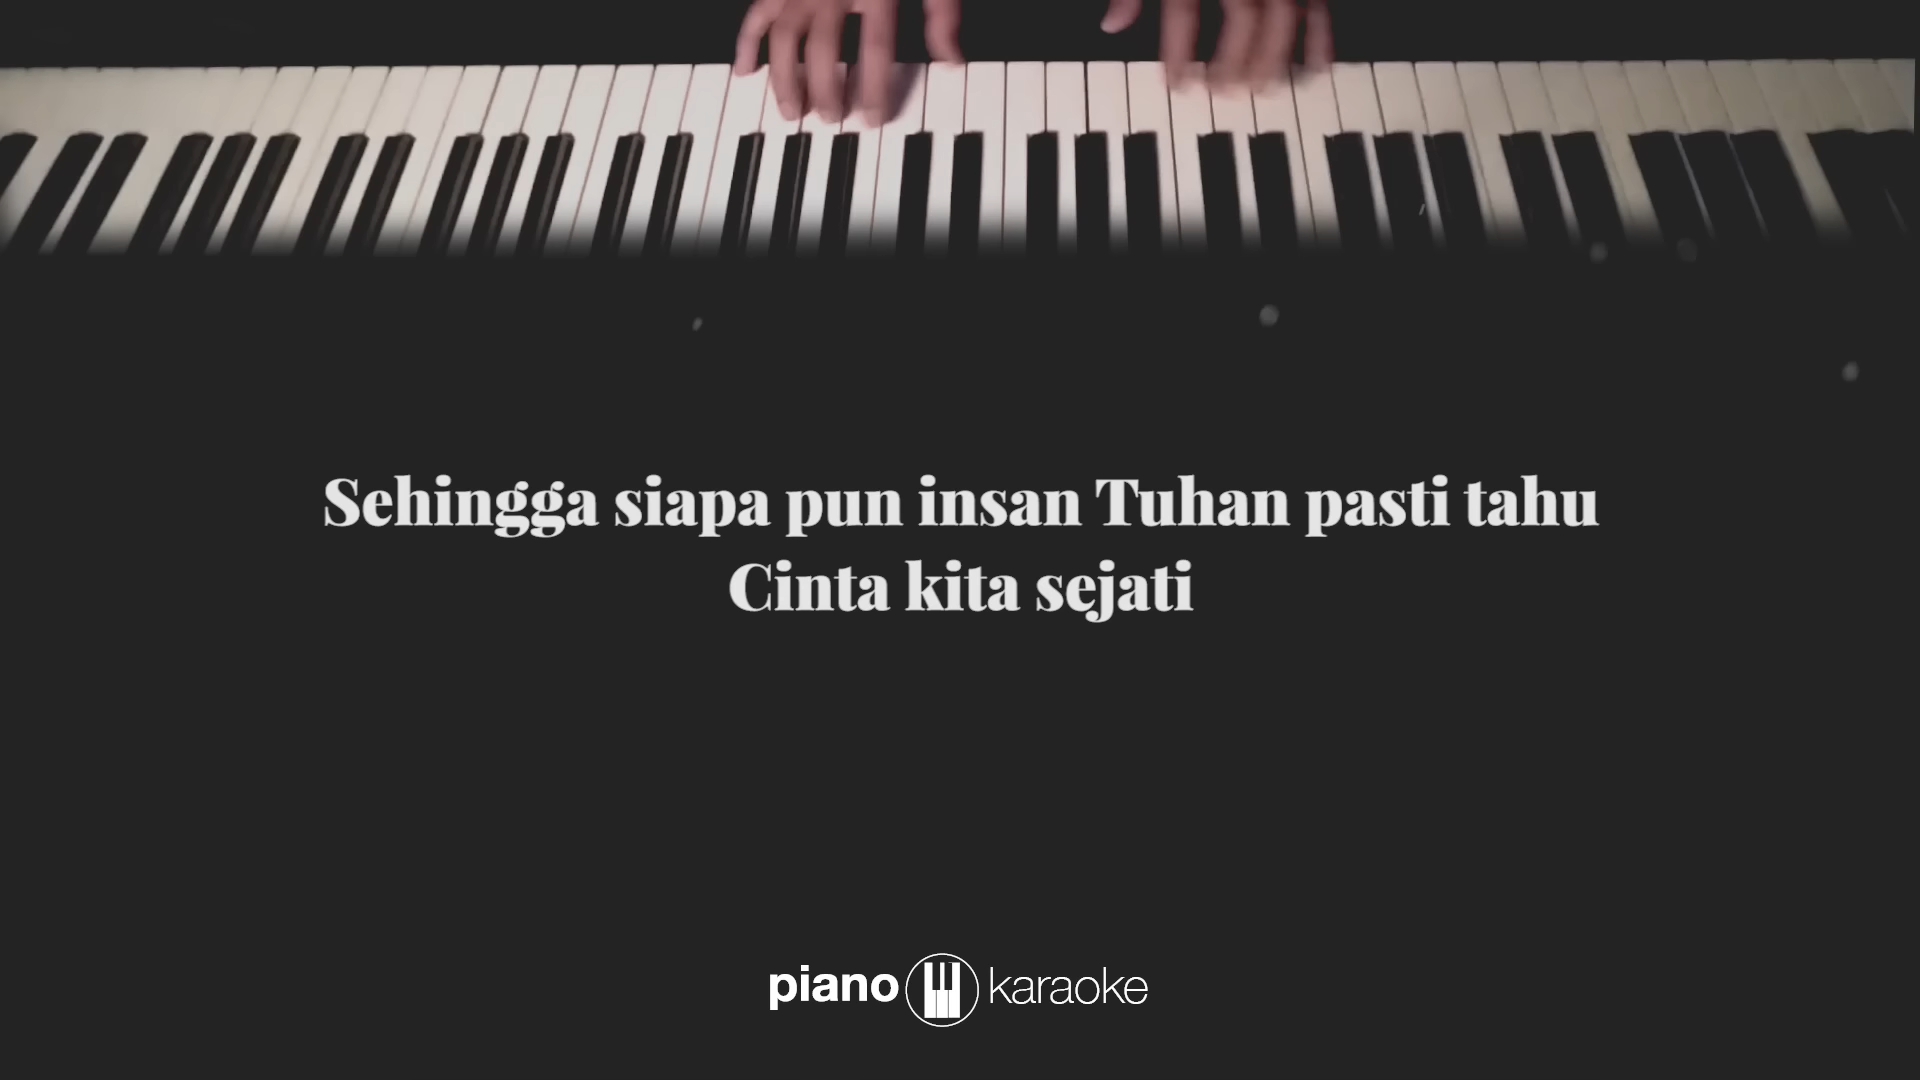 Sehingga siapa pun insan Tuhan pasti tahu
Cinta kita sejati
piano karaoke